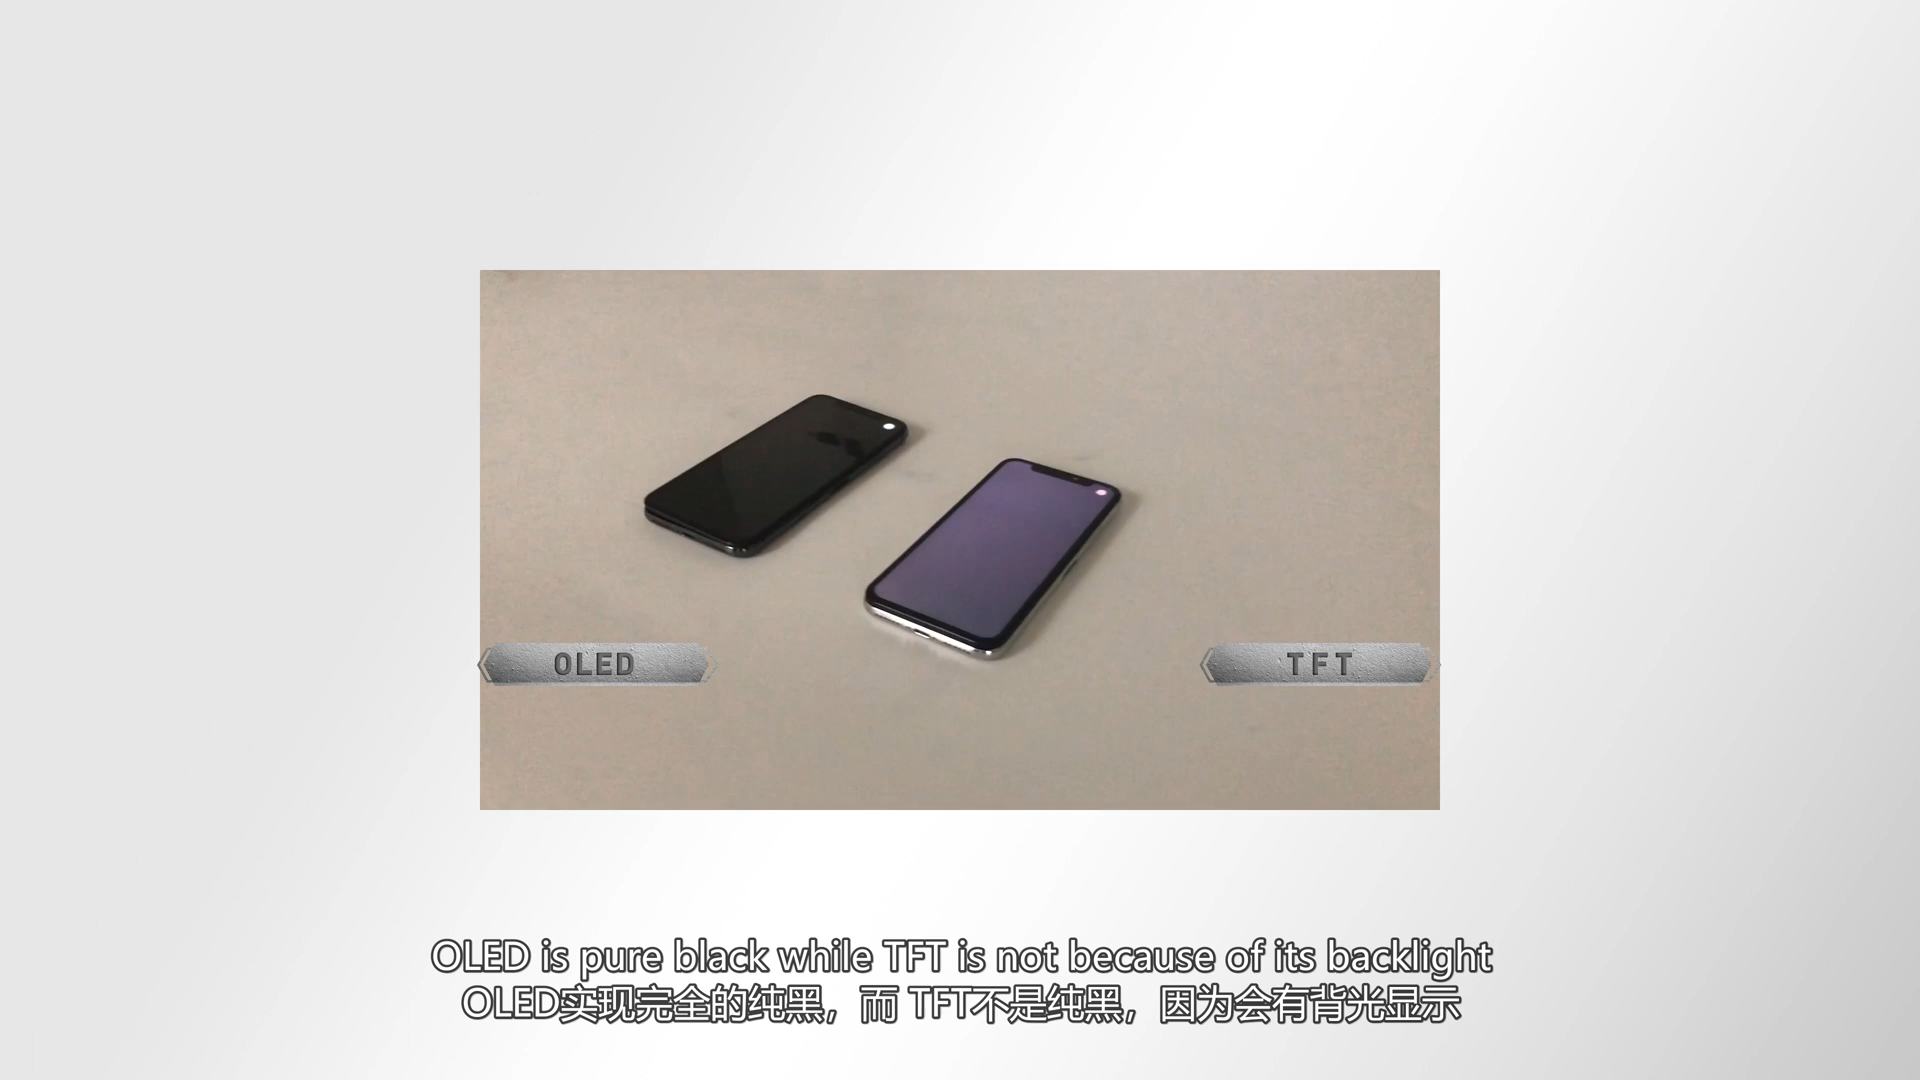 OLED
TFT
OLED is pure black while TFT is not because of its backlight
OLED实现完全的纯黑，而 TFT不是纯黑，因为会有背光显示